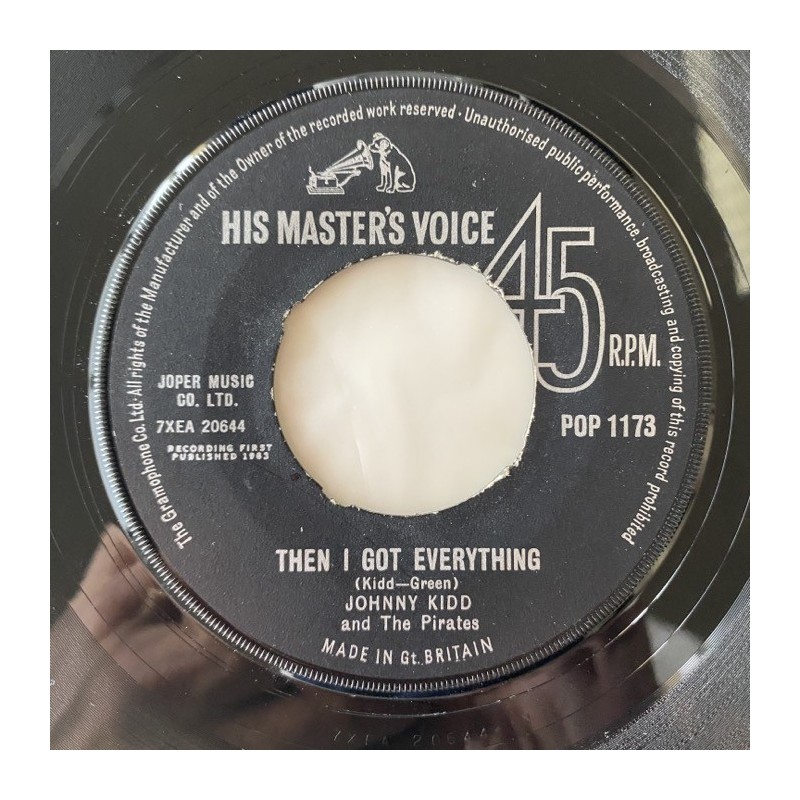 The Gramophone Co. Ltd. All rights of the Manufacturer and of the Owner of the recorded work reserved · Unauthorised public performance, broadcasting and copying of this record prohibited
HIS MASTER'S VOICE
45
R.P.M.
JOPER MUSIC
CO. LTD.
7XEA 20644
POP 1173
RECORDING FIRST
PUBLISHED 1963
THEN I GOT EVERYTHING
(Kidd—Green)
JOHNNY KIDD
and The Pirates
MADE IN Gt. BRITAIN
7XEA 20644